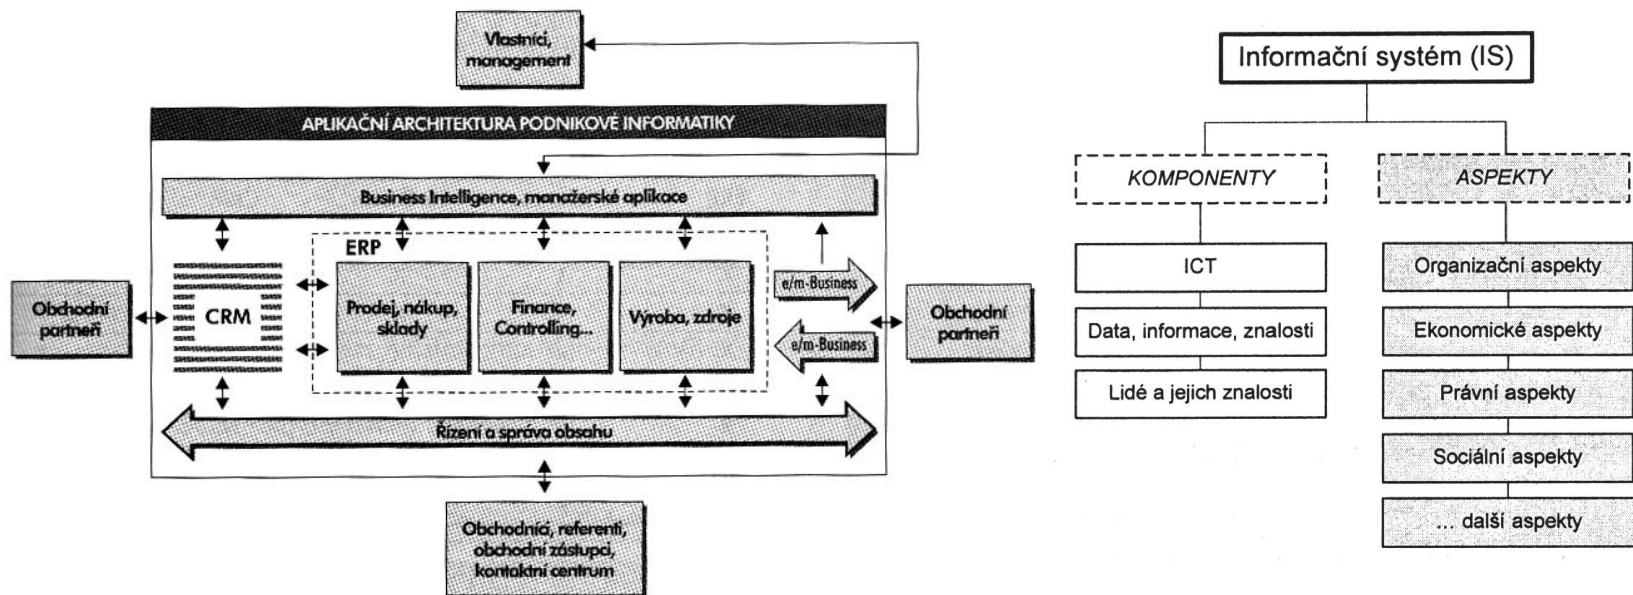 Vlastníci,
management
APLIKAČNÍ ARCHITEKTURA PODNIKOVÉ INFORMATIKY
Business Intelligence, manažerské aplikace
ERP
Obchodní
partneři
CRM
Prodej, nákup,
sklady
Finance,
Controlling...
Výroba, zdroje
e/m-Business
e/m-Business
Obchodní
partneři
Řízení a správa obsahu
Obchodníci, referenti,
obchodní zástupci,
kontaktní centrum
Informační systém (IS)
KOMPONENTY
ICT
Data, informace, znalosti
Lidé a jejich znalosti
ASPEKTY
Organizační aspekty
Ekonomické aspekty
Právní aspekty
Sociální aspekty
... další aspekty